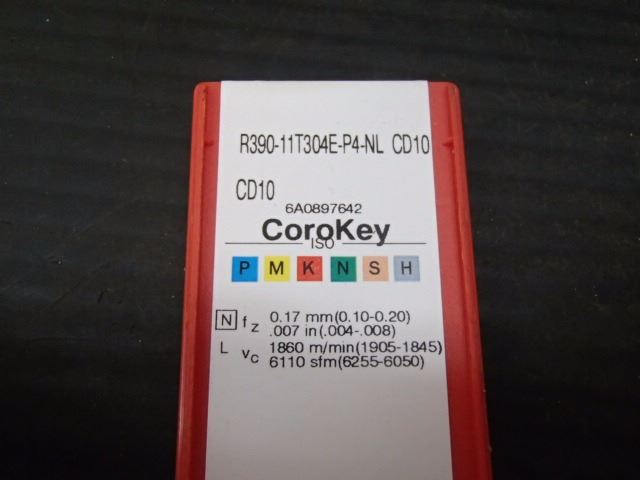 R390-11T304E-P4-NL CD10
CD10
6A0897642
CoroKey
ISO
P M K N S H
N fz 0.17 mm(0.10-0.20)
.007 in(.004-.008)
L vc 1860 m/min(1905-1845)
6110 sfm(6255-6050)